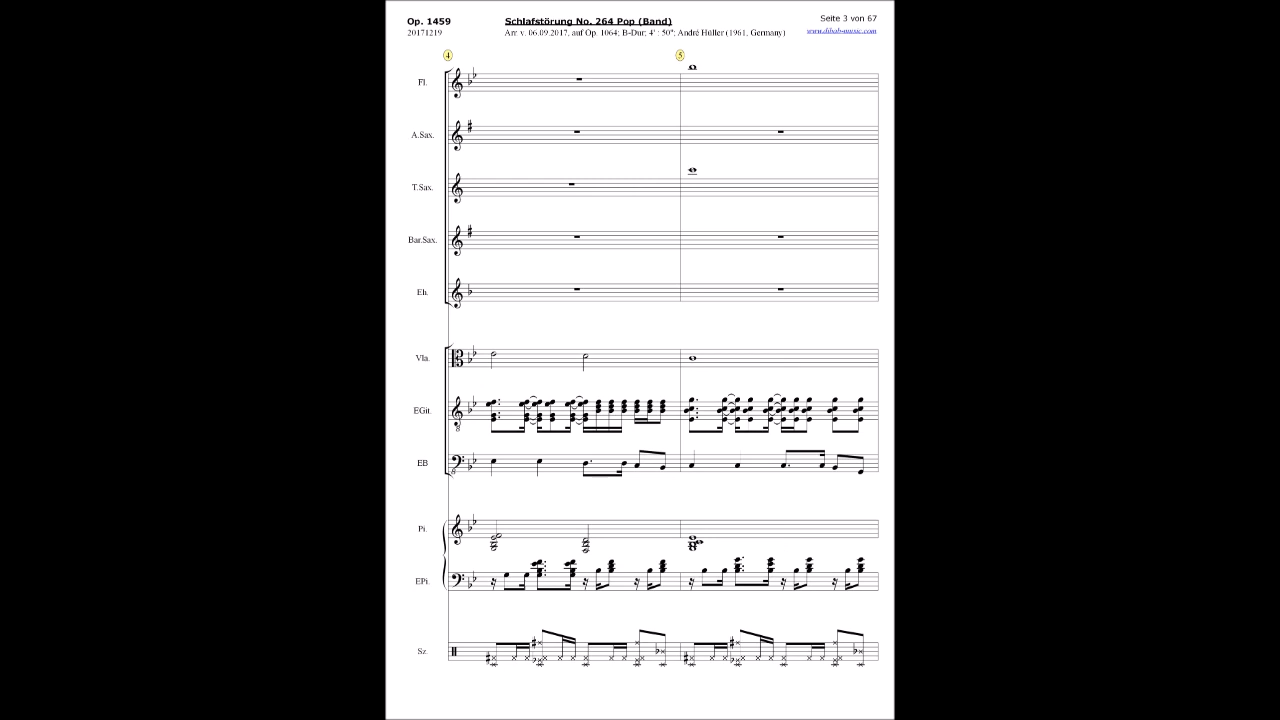 Op. 1459
Schlafstörung No. 264 Pop (Band)
Seite 3 von 67
20171219
Arr. v. 06.09.2017, auf Op. 1064; B-Dur; 4' : 50"; André Hüller (1961, Germany)
www.dihab-music.com
4
5
Fl.
A.Sax.
T.Sax.
Bar.Sax.
Eh.
Vla.
EGit.
EB
Pi.
EPi.
Sz.